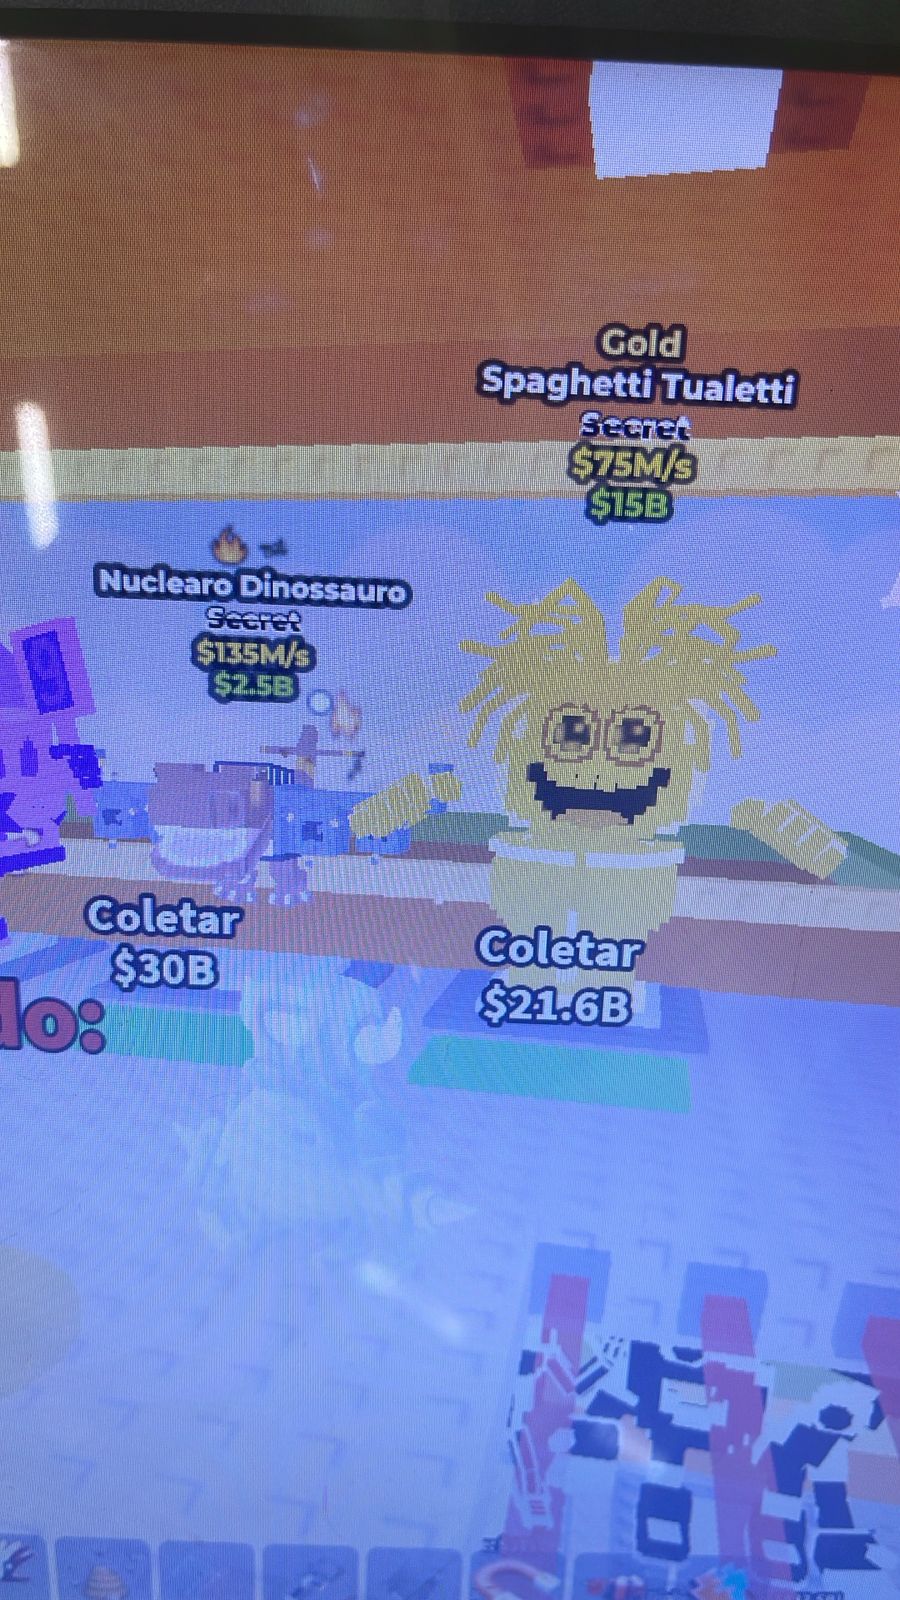 Gold
Spaghetti Tualetti
Secret
$75M/s
$15B
Nuclearo Dinossauro
Secret
$135M/s
$2.5B
Coletar
$30B
Coletar
$21.6B
do: